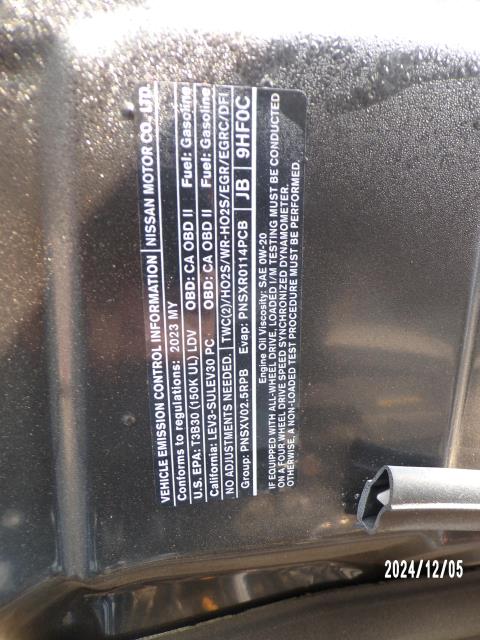 VEHICLE EMISSION CONTROL INFORMATION NISSAN MOTOR CO., LTD.
Conforms to regulations: 2023 MY
U.S. EPA: T3B30 (150K UL) LDV OBD: CA OBD II Fuel: Gasoline
California: LEV3-SULEV30 PC OBD: CA OBD II Fuel: Gasoline
NO ADJUSTMENTS NEEDED. TWC(2)/HO2S/WR-HO2S/EGR/EGRC/DFI
Group: PNSXV02.5RPB Evap: PNSXR0114PCB JB 9HF0C
Engine Oil Viscosity: SAE 0W-20
IF EQUIPPED WITH ALL-WHEEL DRIVE, LOADED I/M TESTING MUST BE CONDUCTED
ON A FOUR WHEEL DRIVE SPEED SYNCHRONIZED DYNAMOMETER.
OTHERWISE, A NON-LOADED TEST PROCEDURE MUST BE PERFORMED.
2024/12/05